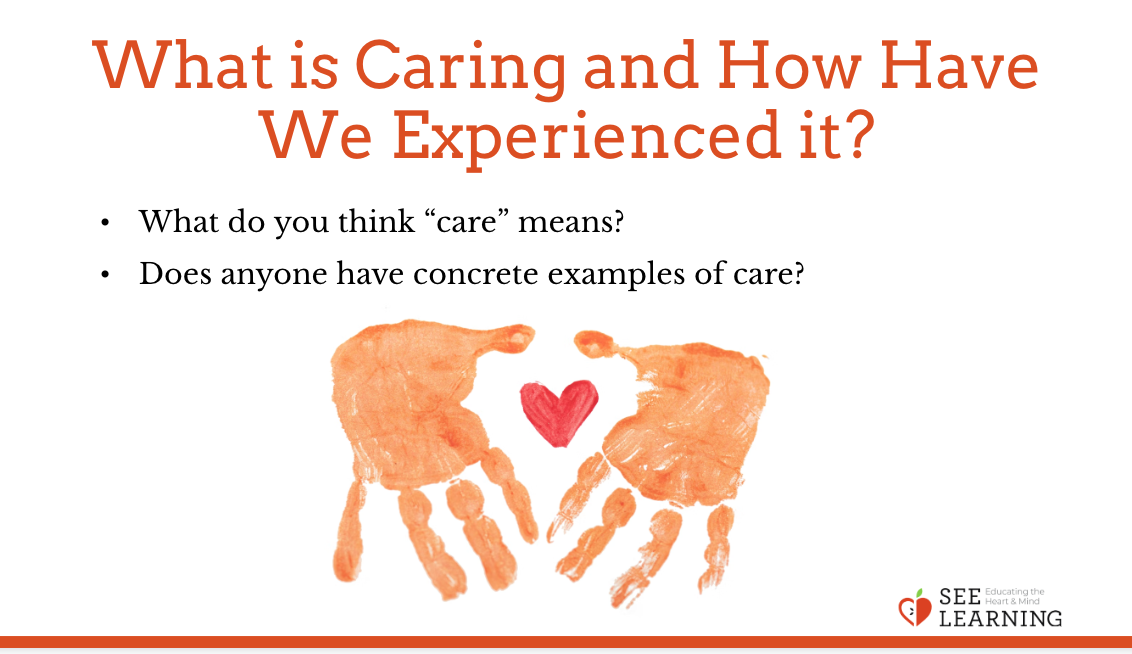 What is Caring and How Have
We Experienced it?
• What do you think “care” means?
• Does anyone have concrete examples of care?
SEE Educating the
Heart & Mind
LEARNING